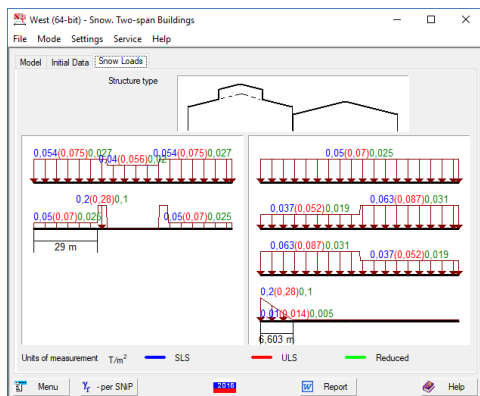 West (64-bit) - Snow. Two-span Buildings
File Mode Settings Service Help
Model Initial Data Snow Loads
Structure type
0,054(0,075)0,027 0,04(0,056)0,02 0,054(0,075)0,027
0,2(0,28)0,1
0,05(0,07)0,025 0,05(0,07)0,025
29 m
0,05(0,07)0,025
0,037(0,052)0,019 0,063(0,087)0,031
0,063(0,087)0,031 0,037(0,052)0,019
0,2(0,28)0,1
0,01(0,014)0,005
6,603 m
Units of measurement T/m² SLS ULS Reduced
Menu γf - per SNiP 2016 Report Help